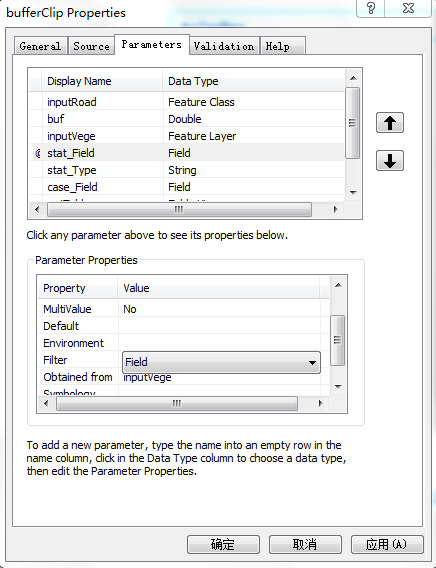 bufferClip Properties
General Source Parameters Validation Help
Display Name Data Type
inputRoad Feature Class
buf Double
inputVege Feature Layer
stat_Field Field
stat_Type String
case_Field Field
Click any parameter above to see its properties below.
Parameter Properties
Property Value
MultiValue No
Default
Environment
Filter Field
Obtained from inputVege
Symbology
To add a new parameter, type the name into an empty row in the
name column, click in the Data Type column to choose a data type,
then edit the Parameter Properties.
确定 取消 应用(A)